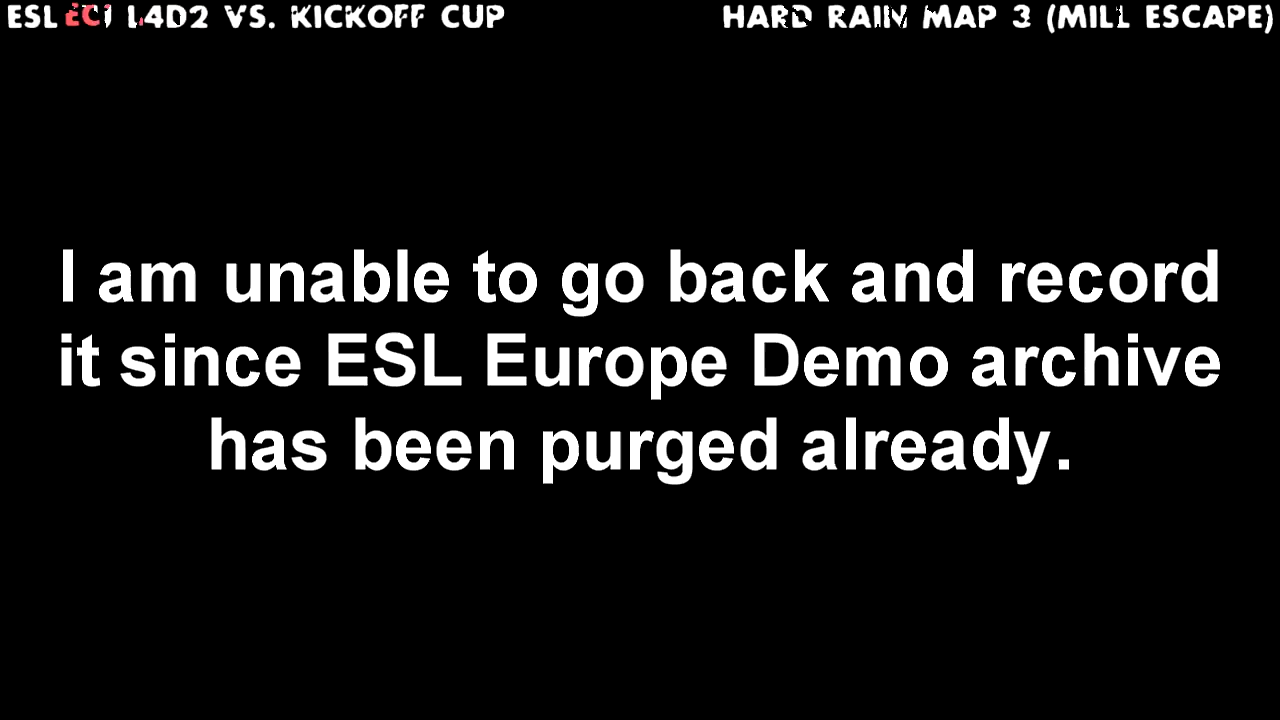 ESL L4D2 VS. KICKOFF CUP
HARD RAIN MAP 3 (MILL ESCAPE)
I am unable to go back and record
it since ESL Europe Demo archive
has been purged already.